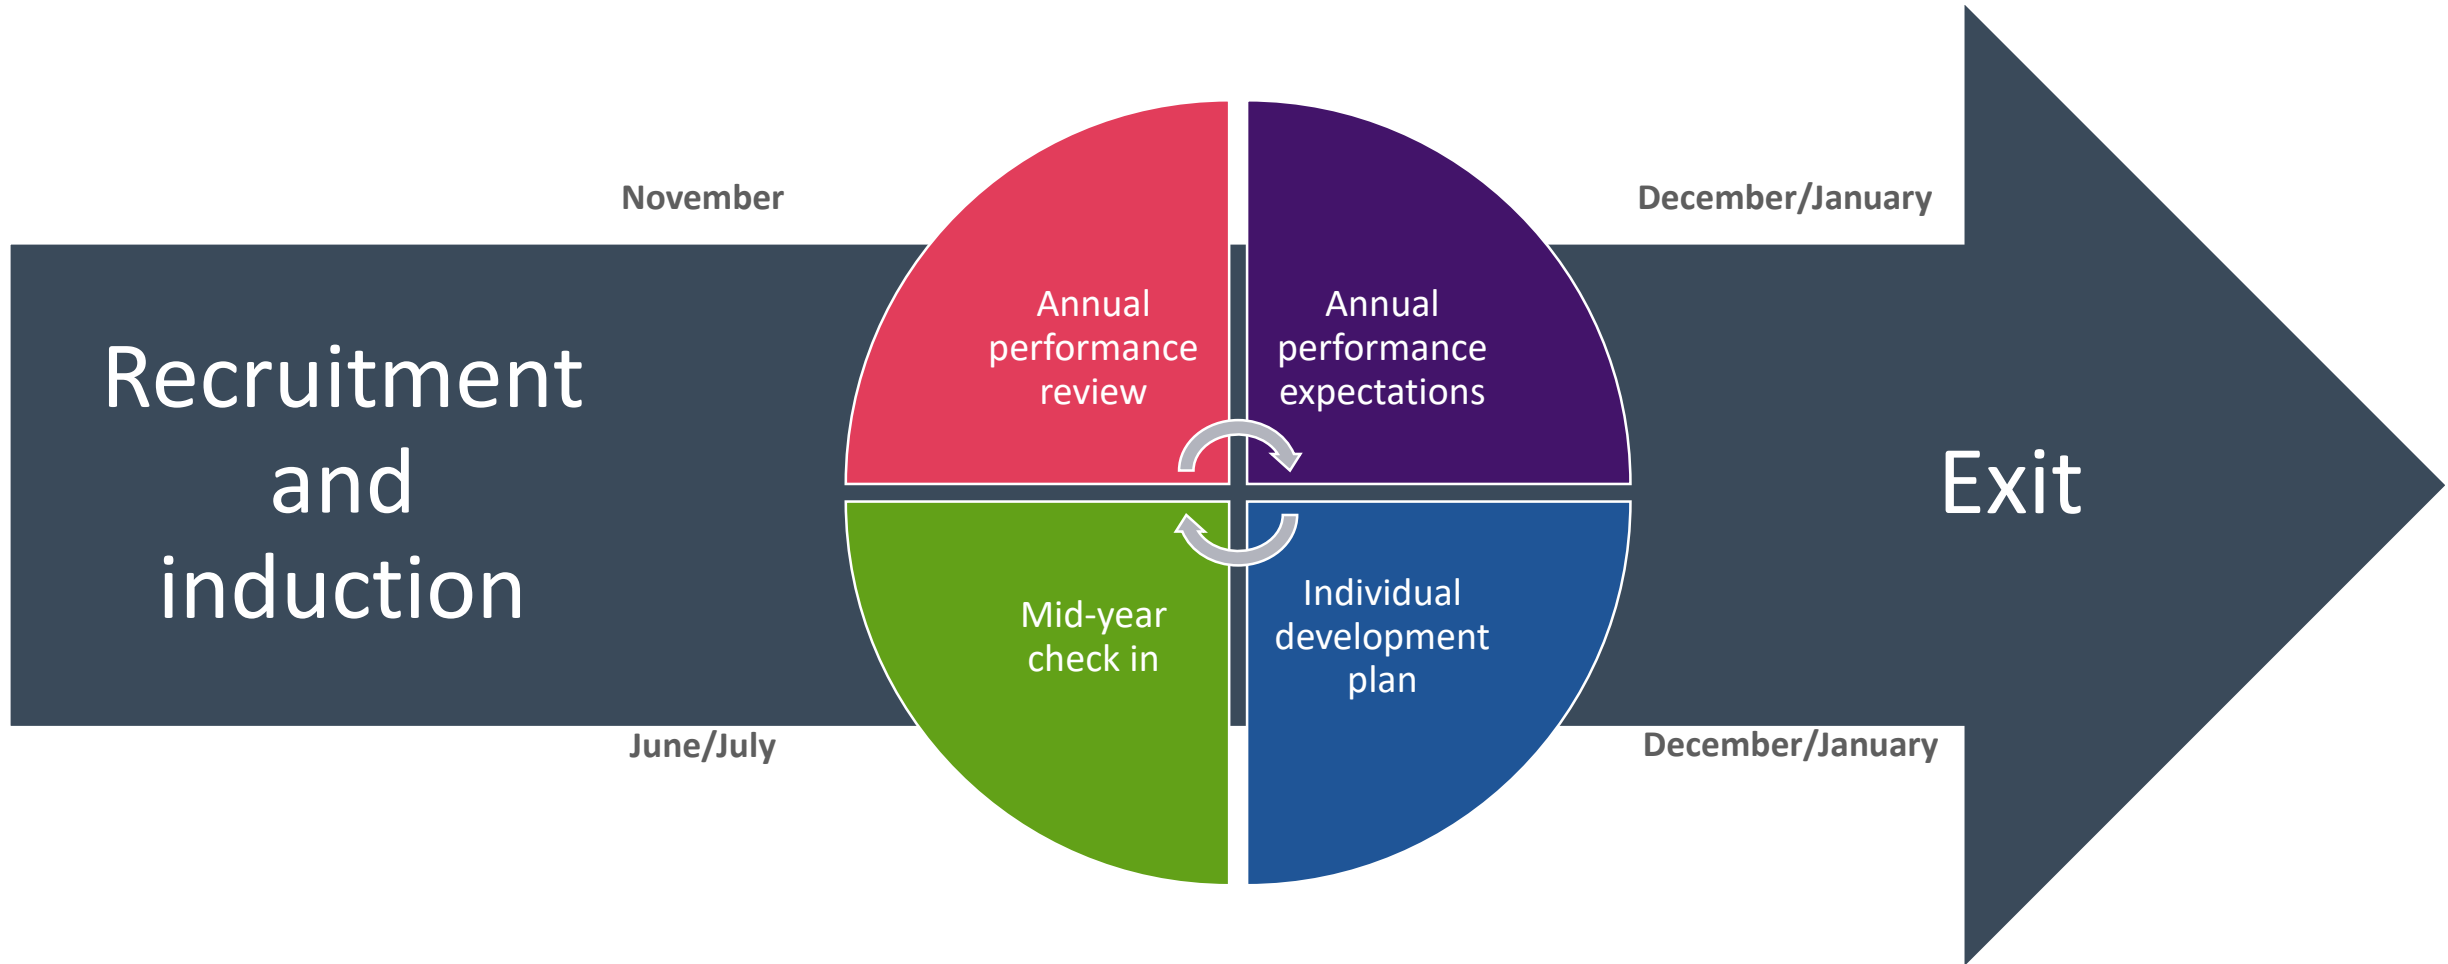 November
December/January
Recruitment
and
induction
Annual
performance
review
Annual
performance
expectations
Mid-year
check in
Individual
development
plan
Exit
June/July
December/January